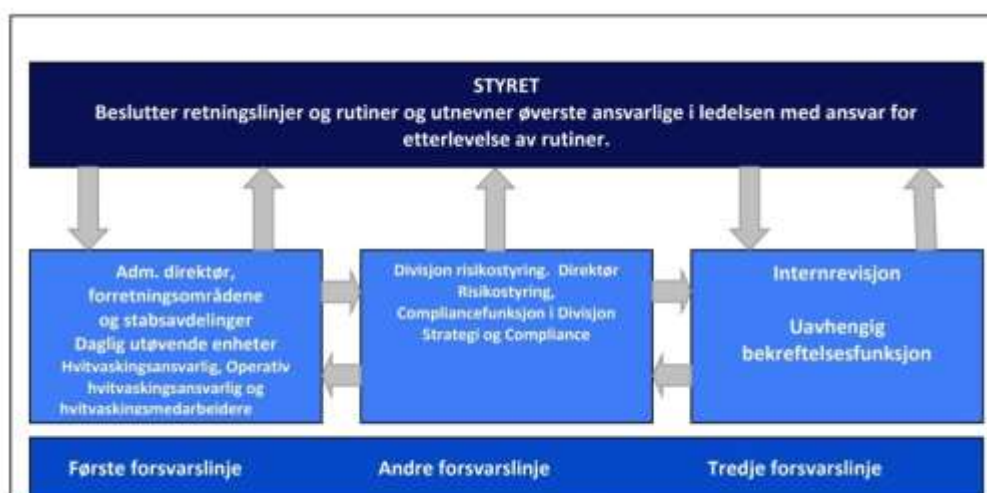 STYRET
Beslutter retningslinjer og rutiner og utnevner øverste ansvarlige i ledelsen med ansvar for
etterlevelse av rutiner.
Adm. direktør,
forretningsområdene
og stabsavdelinger
Daglig utøvende enheter
Hvitvaskingsansvarlig, Operativ
hvitvaskingsansvarlig og
hvitvaskingsmedarbeidere
Divisjon risikostyring. Direktør
Risikostyring,
Compliancefunksjon i Divisjon
Strategi og Compliance
Internrevisjon
Uavhengig
bekreftelsesfunksjon
Første forsvarslinje
Andre forsvarslinje
Tredje forsvarslinje